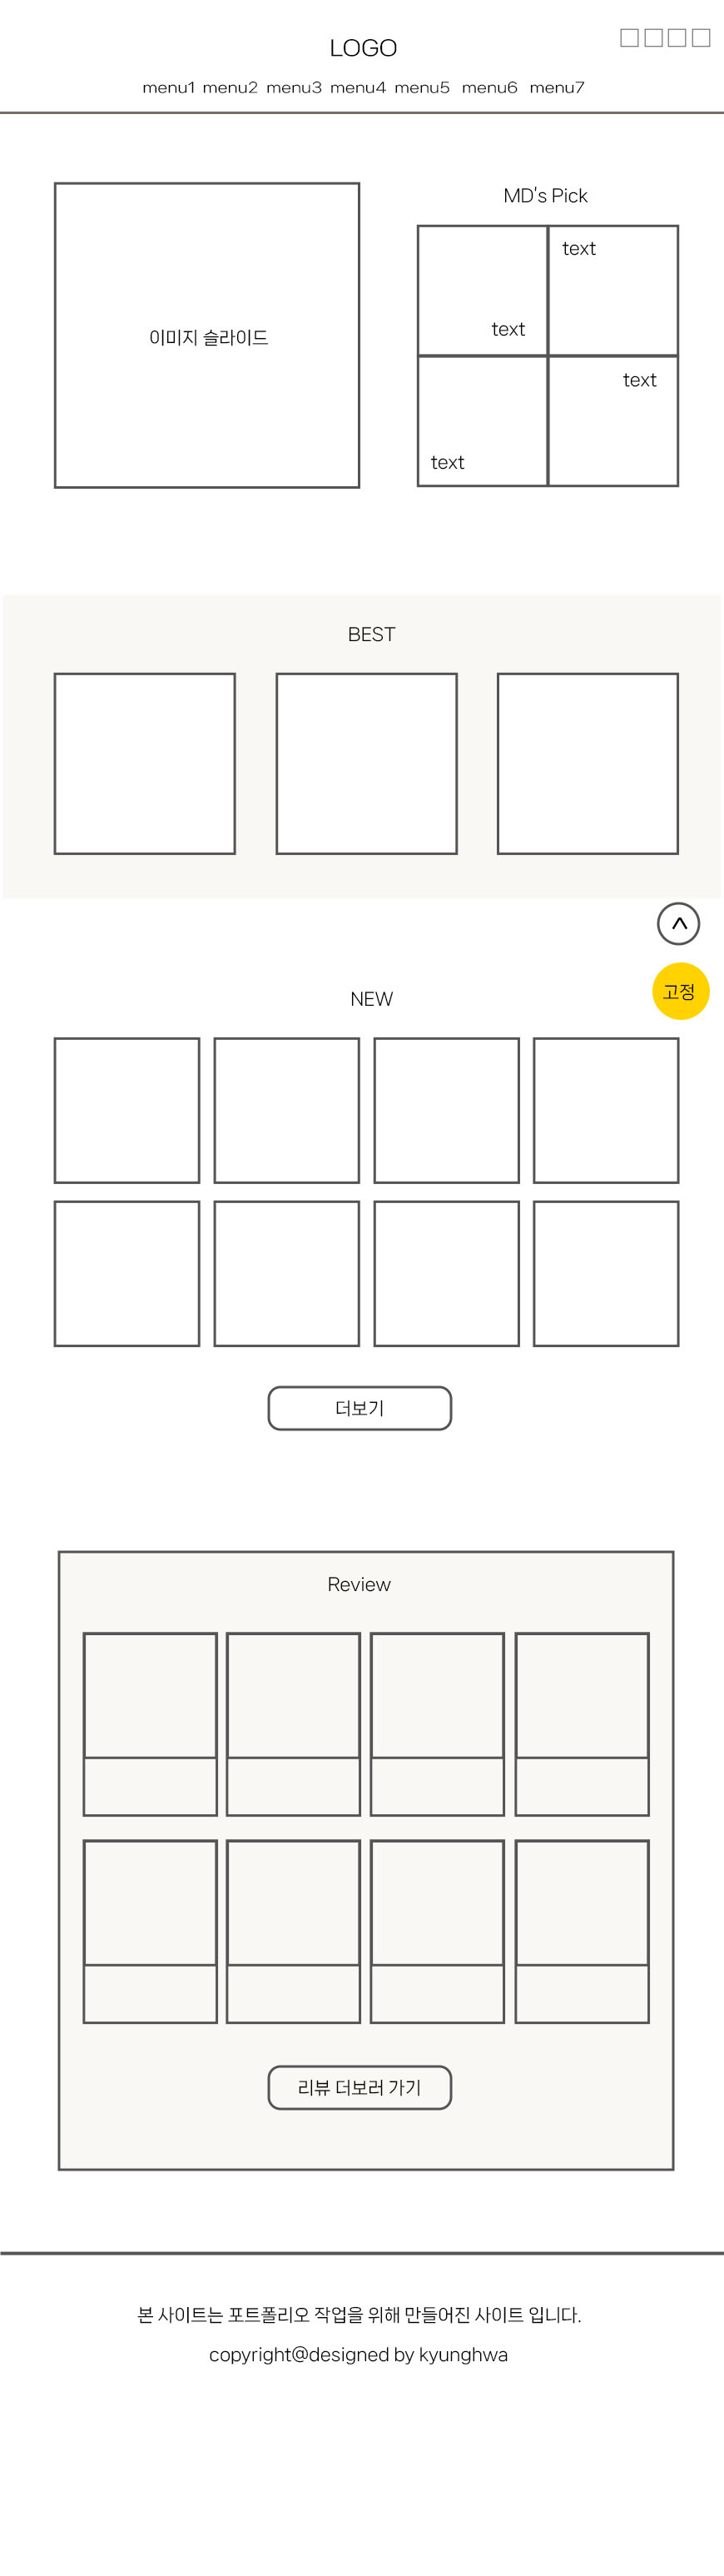 LOGO
menu1 menu2 menu3 menu4 menu5 menu6 menu7
이미지 슬라이드
MD's Pick
text
text
text
text
BEST
^
고정
NEW
더보기
Review
리뷰 더보러 가기
본 사이트는 포트폴리오 작업을 위해 만들어진 사이트 입니다.
copyright@designed by kyunghwa